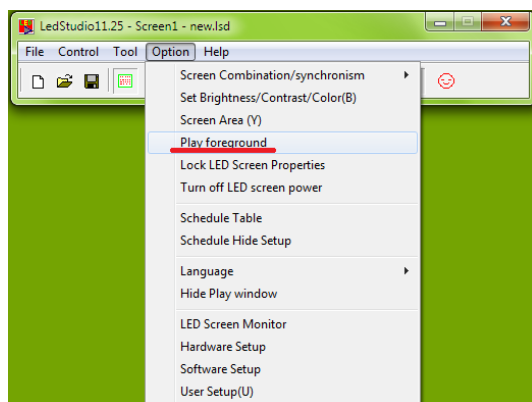 LedStudio11.25 - Screen1 - new.lsd
File Control Tool Option Help
Screen Combination/synchronism
Set Brightness/Contrast/Color(B)
Screen Area (Y)
Play foreground
Lock LED Screen Properties
Turn off LED screen power
Schedule Table
Schedule Hide Setup
Language
Hide Play window
LED Screen Monitor
Hardware Setup
Software Setup
User Setup(U)